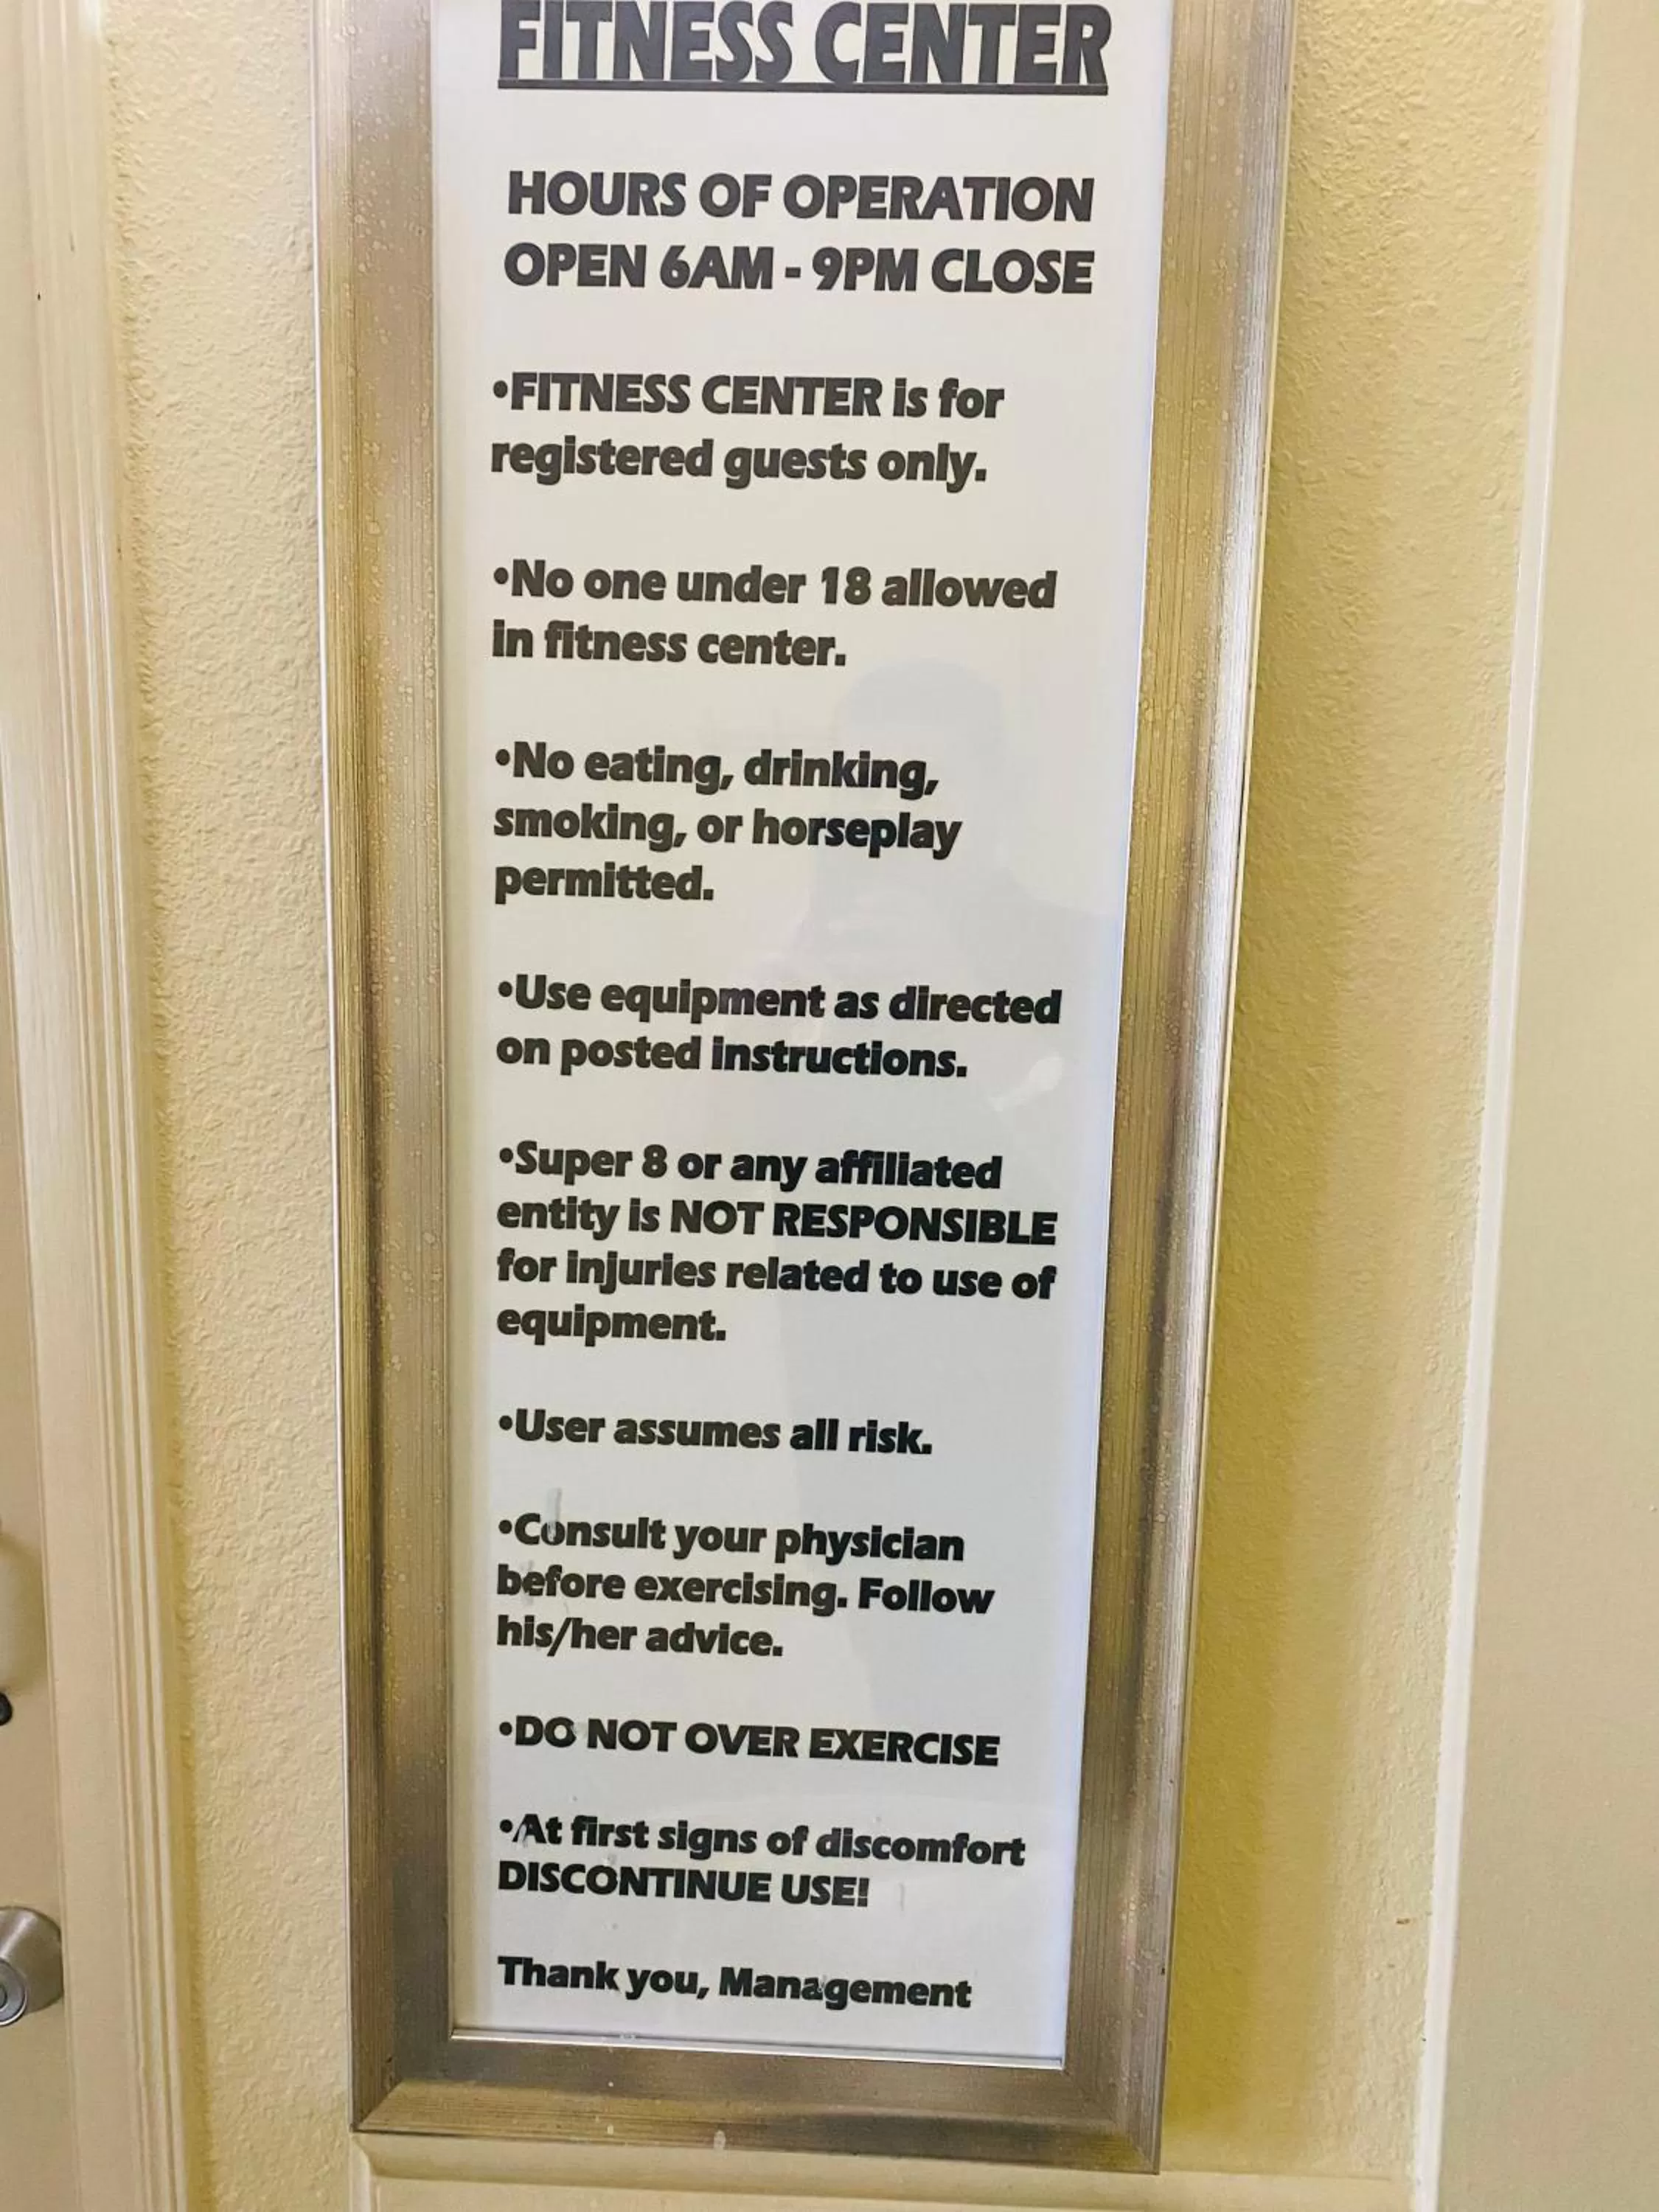 FITNESS CENTER
HOURS OF OPERATION
OPEN 6AM - 9PM CLOSE
•FITNESS CENTER is for
registered guests only.
•No one under 18 allowed
in fitness center.
•No eating, drinking,
smoking, or horseplay
permitted.
•Use equipment as directed
on posted instructions.
•Super 8 or any affiliated
entity is NOT RESPONSIBLE
for injuries related to use of
equipment.
•User assumes all risk.
•Consult your physician
before exercising. Follow
his/her advice.
•DO NOT OVER EXERCISE
•At first signs of discomfort
DISCONTINUE USE!
Thank you, Management